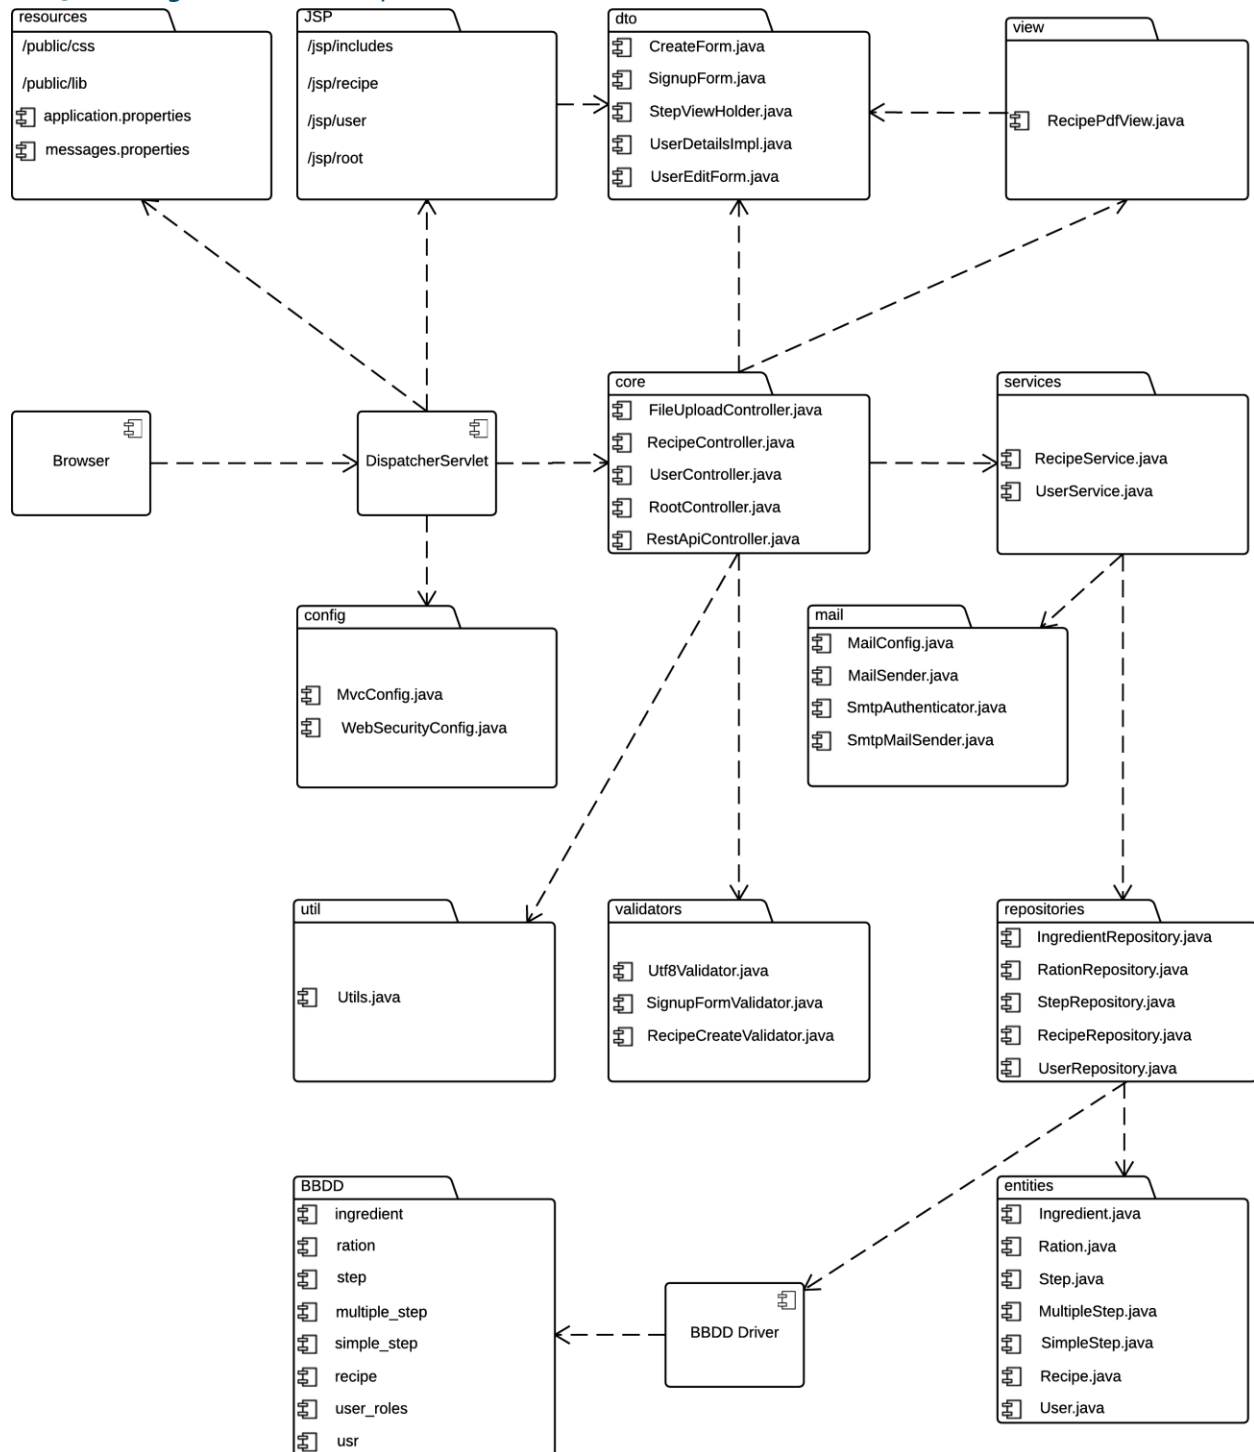 resources
/public/css
/public/lib
application.properties
messages.properties
JSP
/jsp/includes
/jsp/recipe
/jsp/user
/jsp/root
dto
CreateForm.java
SignupForm.java
StepViewHolder.java
UserDetailsImpl.java
UserEditForm.java
view
RecipePdfView.java
Browser
DispatcherServlet
core
FileUploadController.java
RecipeController.java
UserController.java
RootController.java
RestApiController.java
services
RecipeService.java
UserService.java
config
MvcConfig.java
WebSecurityConfig.java
mail
MailConfig.java
MailSender.java
SmtpAuthenticator.java
SmtpMailSender.java
util
Utils.java
validators
Utf8Validator.java
SignupFormValidator.java
RecipeCreateValidator.java
repositories
IngredientRepository.java
RationRepository.java
StepRepository.java
RecipeRepository.java
UserRepository.java
BBDD
ingredient
ration
step
multiple_step
simple_step
recipe
user_roles
usr
BBDD Driver
entities
Ingredient.java
Ration.java
Step.java
MultipleStep.java
SimpleStep.java
Recipe.java
User.java